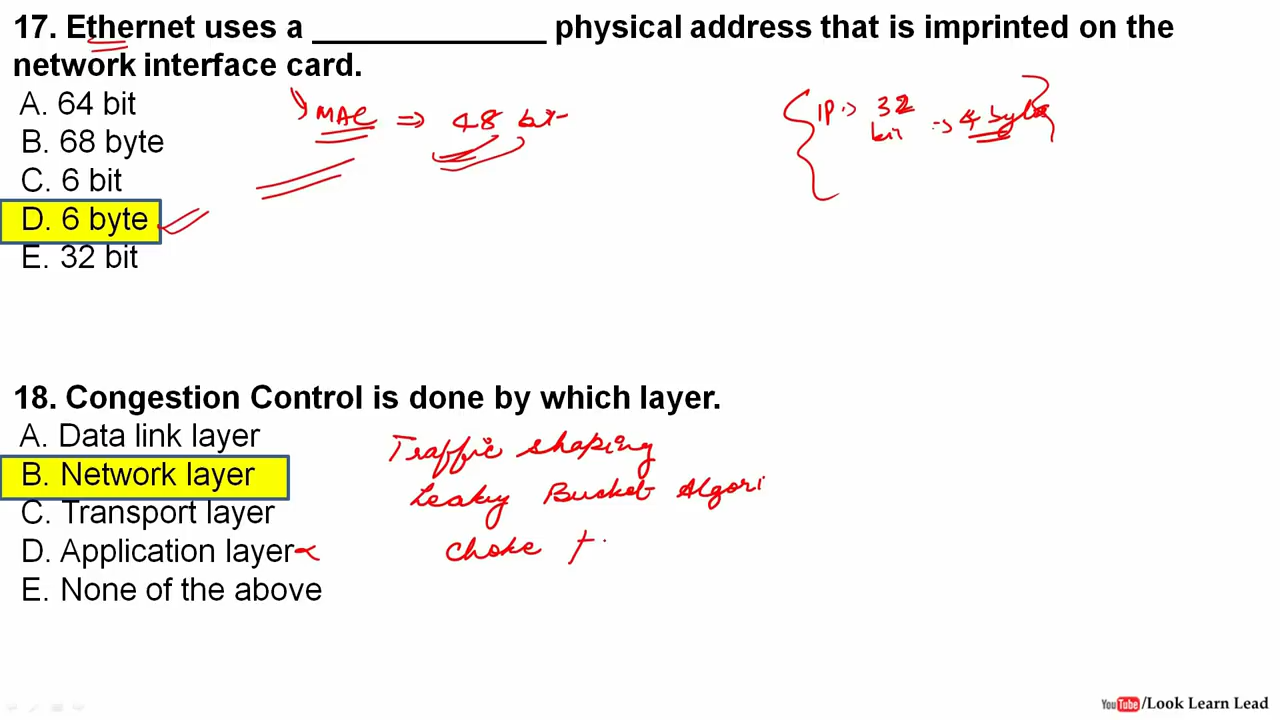 17. Ethernet uses a _____________ physical address that is imprinted on the
network interface card.
A. 64 bit
B. 68 byte
C. 6 bit
D. 6 byte
E. 32 bit
MAC ⇒ 48 bit
IP :- 32
bit ⇒ 4 byte
18. Congestion Control is done by which layer.
A. Data link layer
B. Network layer
C. Transport layer
D. Application layer
E. None of the above
Traffic shaping
Leaky Bucket Algori
choke
YouTube/Look Learn Lead